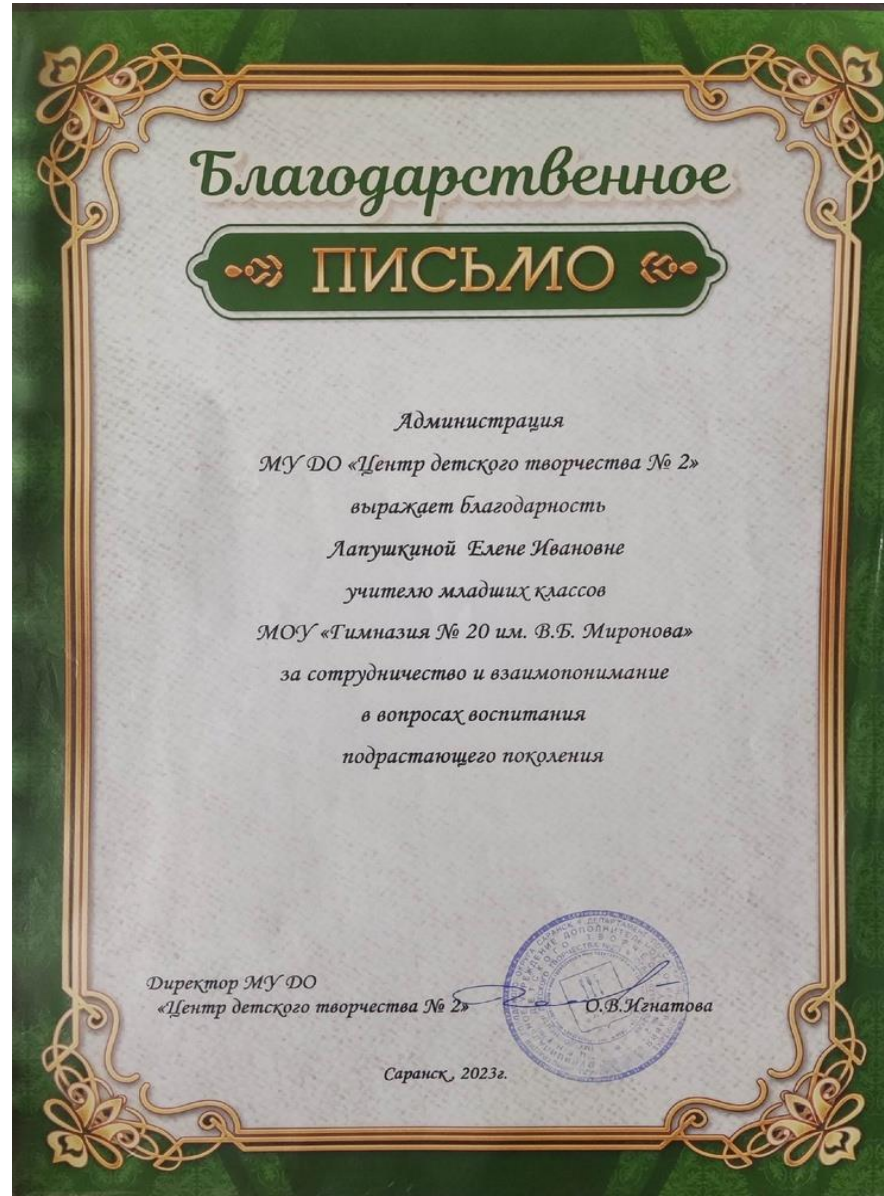 Благодарственное
ПИСЬМО
Администрация
МУ ДО «Центр детского творчества № 2»
выражает благодарность
Лапушкиной Елене Ивановне
учителю младших классов
МОУ «Гимназия № 20 им. В.Б. Миронова»
за сотрудничество и взаимопонимание
в вопросах воспитания
подрастающего поколения
Директор МУ ДО
«Центр детского творчества № 2»
О.В.Игнатова
Саранск, 2023г.